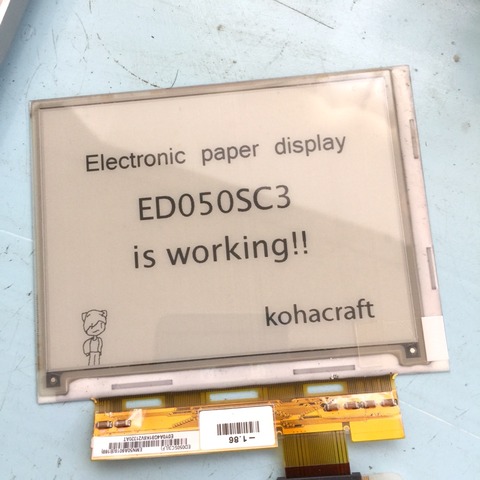 Electronic paper display
ED050SC3
is working!!
kohacraft
-1.86